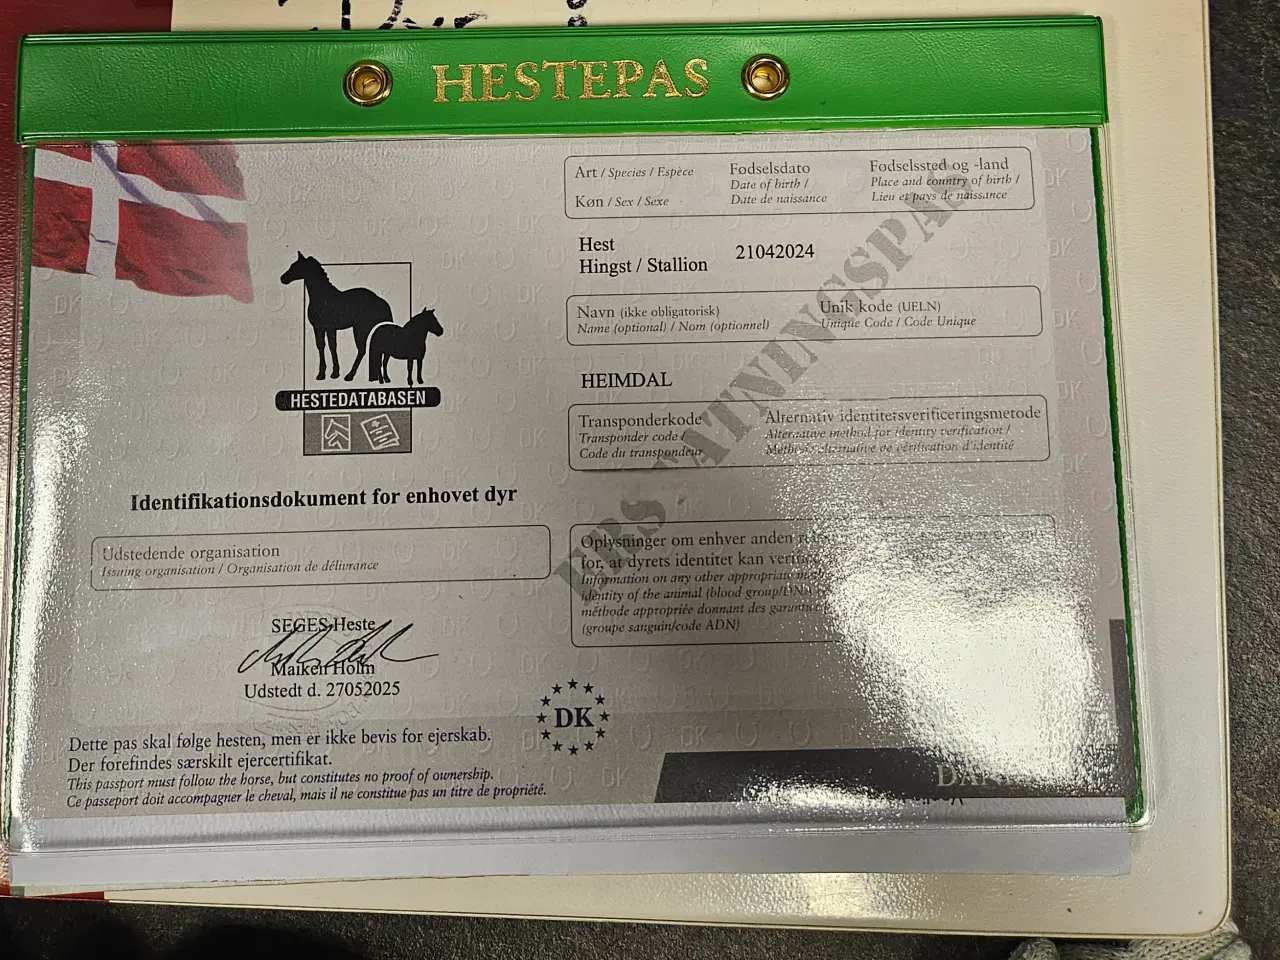 HESTEPAS
Art / Species / Espèce
Køn / Sex / Sexe
Fødselsdato
Date of birth /
Date de naissance
Fødselssted og -land
Place and country of birth /
Lieu et pays de naissance
Hest
Hingst / Stallion
21042024
Navn (ikke obligatorisk)
Name (optional) / Nom (optionnel)
Unik kode (UELN)
Unique Code / Code Unique
HEIMDAL
Transponderkode
Transponder code /
Code du transpondeur
Alternativ identitetsverificeringsmetode
Alternative method for identity verification /
Méthode alternative de vérification d'identité
Oplysninger om enhver anden
for, at dyrets identitet kan
Information on any other appropriate
identity of the animal (blood group/DNA
méthode appropriée donnant des
(groupe sanguin/code ADN)
ERSTATNINGSPAS
HESTEDATABASEN
Identifikationsdokument for enhovet dyr
Udstedende organisation
Issuing organisation / Organisation de délivrance
SEGES Heste
Maiken Holm
Udstedt d. 27052025
DK
Dette pas skal følge hesten, men er ikke bevis for ejerskab.
Der forefindes særskilt ejercertifikat.
This passport must follow the horse, but constitutes no proof of ownership.
Ce passeport doit accompagner le cheval, mais il ne constitue pas un titre de propriété.